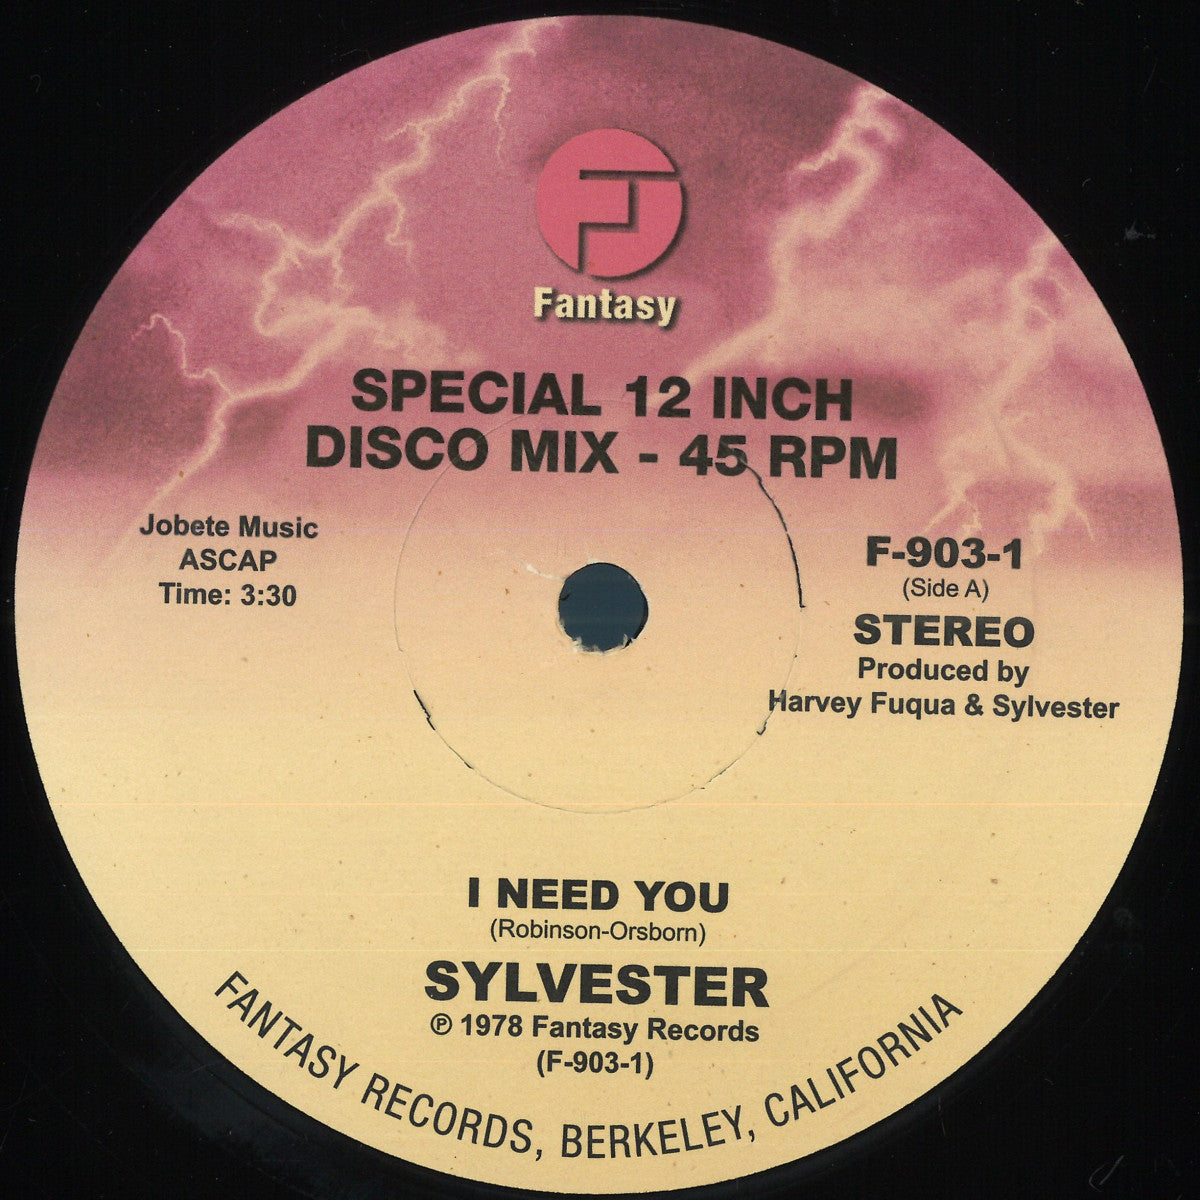 Fantasy
SPECIAL 12 INCH
DISCO MIX - 45 RPM
Jobete Music
ASCAP
Time: 3:30
F-903-1
(Side A)
STEREO
Produced by
Harvey Fuqua & Sylvester
I NEED YOU
(Robinson-Orsborn)
SYLVESTER
℗ 1978 Fantasy Records
(F-903-1)
FANTASY RECORDS, BERKELEY, CALIFORNIA